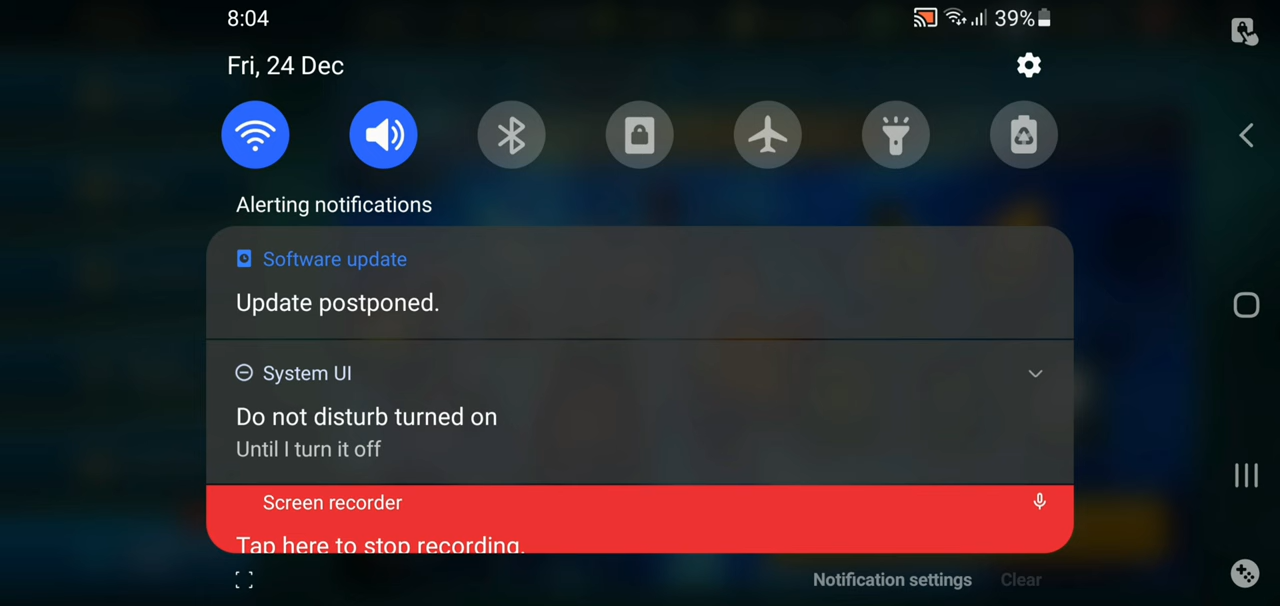 8:04
39%
Fri, 24 Dec
Alerting notifications
Software update
Update postponed.
System UI
Do not disturb turned on
Until I turn it off
Screen recorder
Tap here to stop recording.
Notification settings
Clear